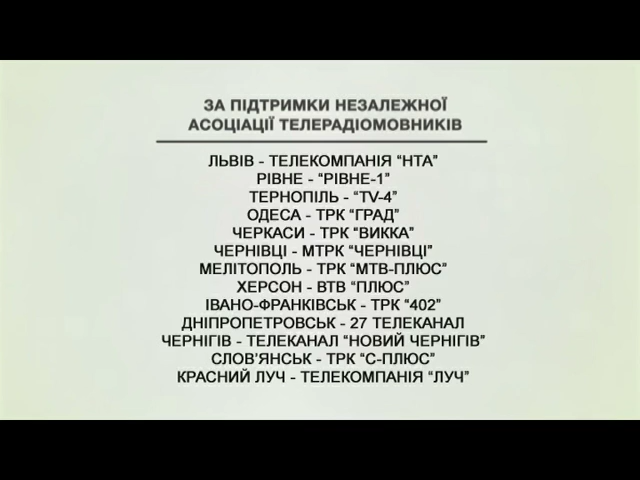 ЗА ПІДТРИМКИ НЕЗАЛЕЖНОЇ
АСОЦІАЦІЇ ТЕЛЕРАДІОМОВНИКІВ
ЛЬВІВ - ТЕЛЕКОМПАНІЯ “НТА”
РІВНЕ - “РІВНЕ-1”
ТЕРНОПІЛЬ - “TV-4”
ОДЕСА - ТРК “ГРАД”
ЧЕРКАСИ - ТРК “ВИККА”
ЧЕРНІВЦІ - МТРК “ЧЕРНІВЦІ”
МЕЛІТОПОЛЬ - ТРК “МТВ-ПЛЮС”
ХЕРСОН - ВТВ “ПЛЮС”
ІВАНО-ФРАНКІВСЬК - ТРК “402”
ДНІПРОПЕТРОВСЬК - 27 ТЕЛЕКАНАЛ
ЧЕРНІГІВ - ТЕЛЕКАНАЛ “НОВИЙ ЧЕРНІГІВ”
СЛОВ’ЯНСЬК - ТРК “С-ПЛЮС”
КРАСНИЙ ЛУЧ - ТЕЛЕКОМПАНІЯ “ЛУЧ”